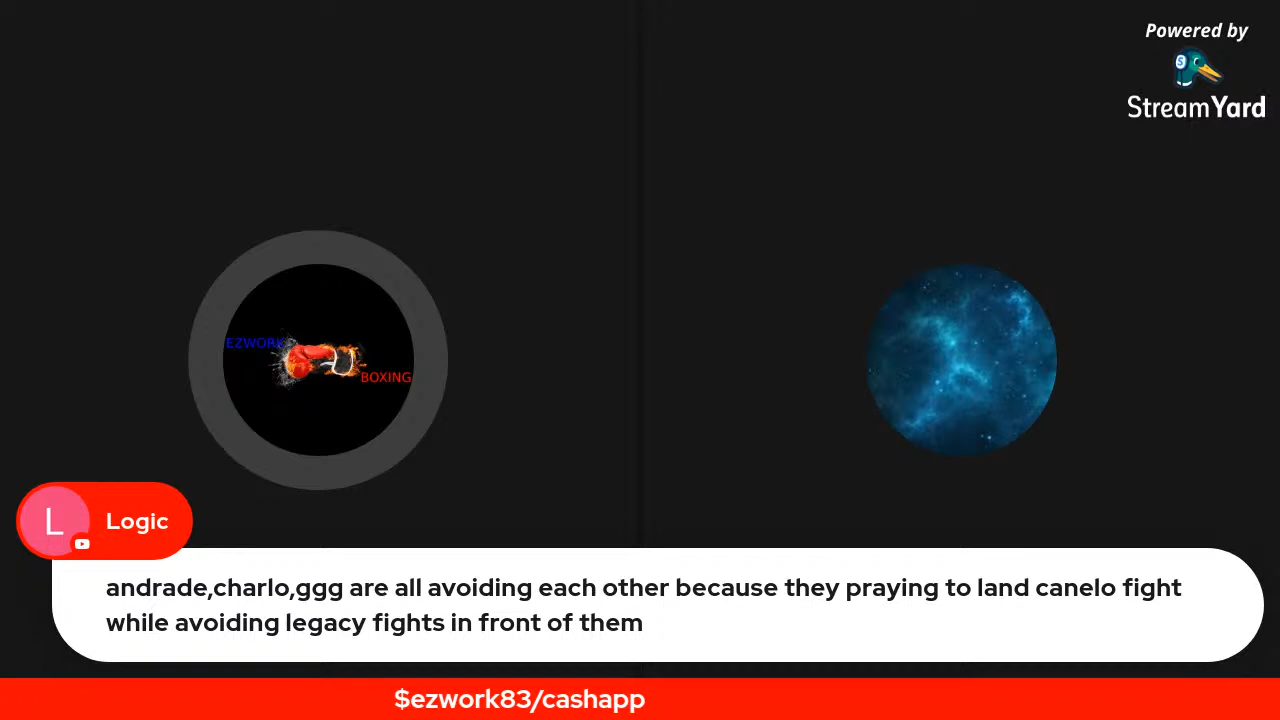 Powered by
StreamYard
EZWORK
BOXING
L
Logic
andrade,charlo,ggg are all avoiding each other because they praying to land canelo fight
while avoiding legacy fights in front of them
$ezwork83/cashapp